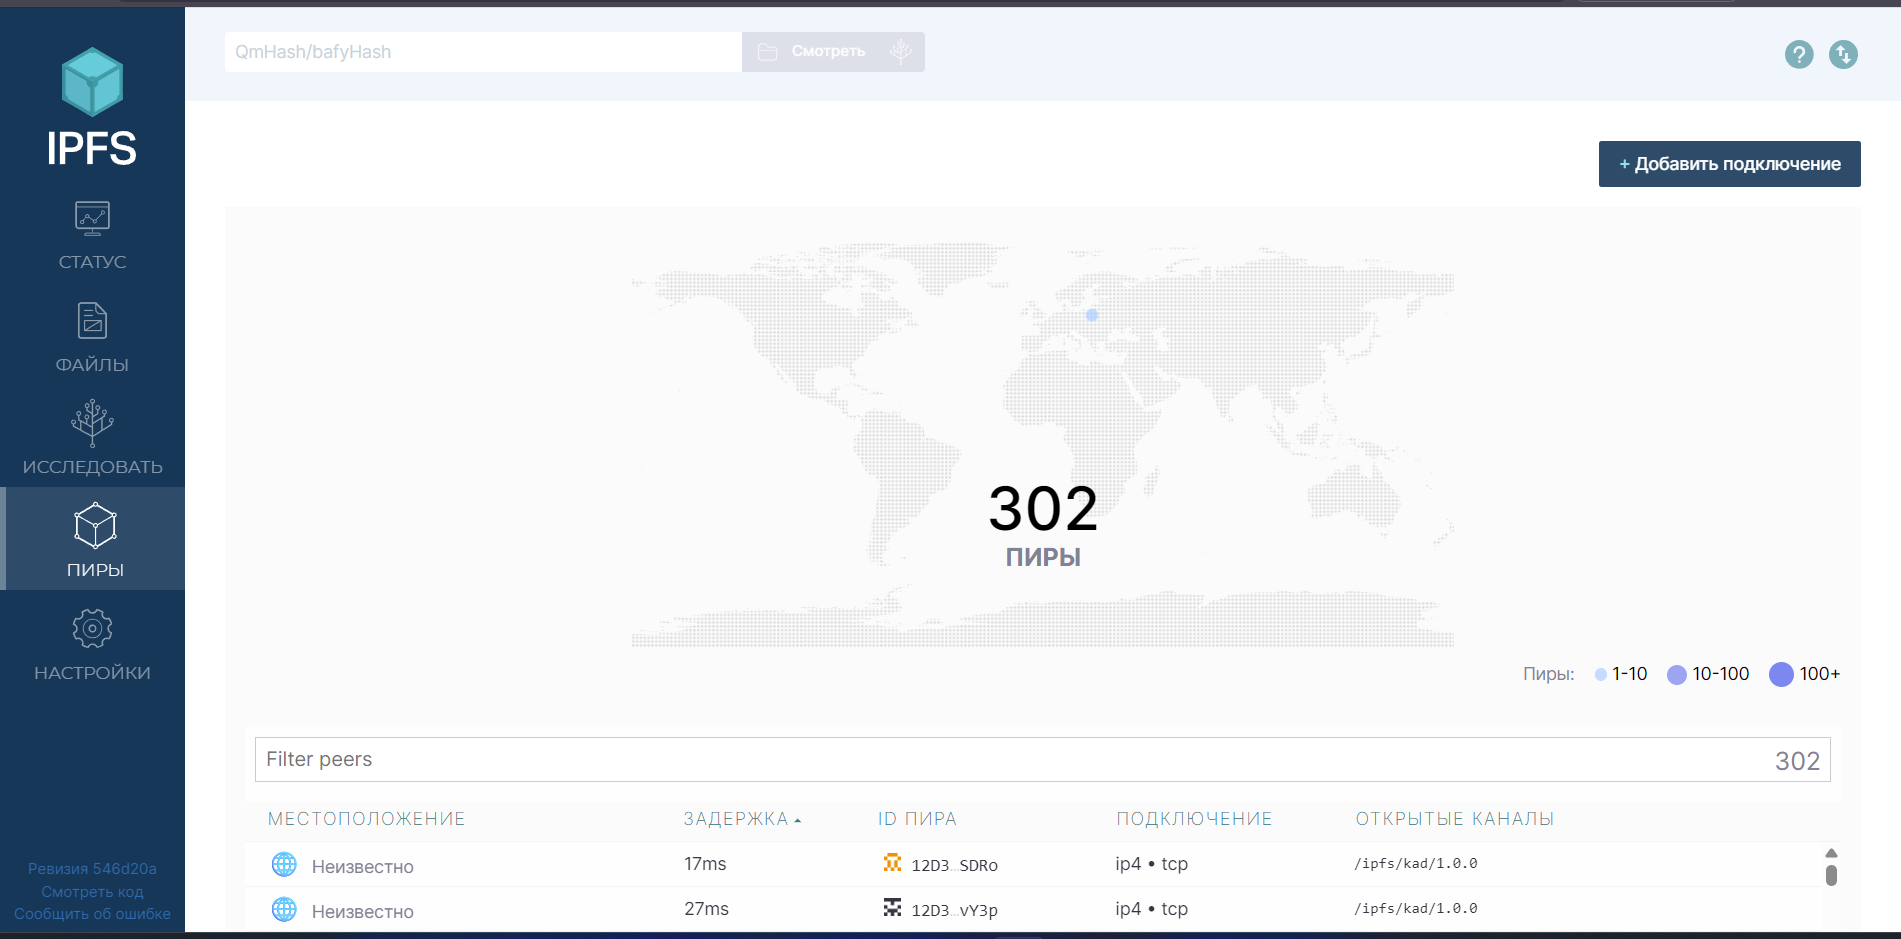 QmHash/bafyHash
Смотреть
IPFS
СТАТУС
ФАЙЛЫ
ИССЛЕДОВАТЬ
ПИРЫ
НАСТРОЙКИ
Ревизия 546d20a
Смотреть код
Сообщить об ошибке
+ Добавить подключение
302
ПИРЫ
Пиры: 1-10 10-100 100+
Filter peers 302
МЕСТОПОЛОЖЕНИЕ ЗАДЕРЖКА ID ПИРА ПОДКЛЮЧЕНИЕ ОТКРЫТЫЕ КАНАЛЫ
Неизвестно 17ms 12D3…SDRo ip4 • tcp /ipfs/kad/1.0.0
Неизвестно 27ms 12D3…vY3p ip4 • tcp /ipfs/kad/1.0.0